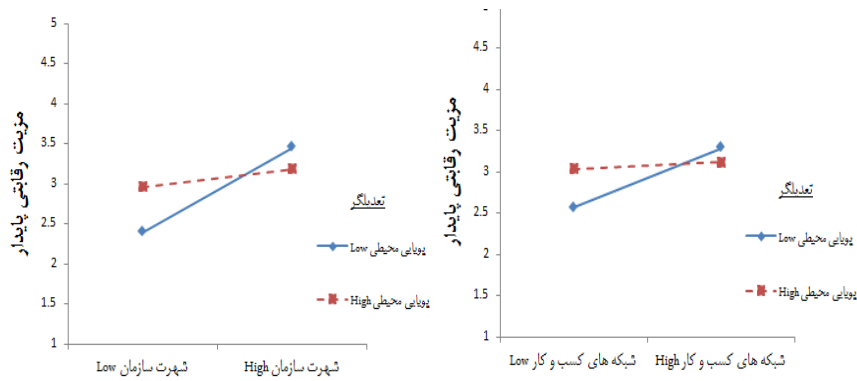 5
4.5
4
3.5
3
2.5
2
1.5
1
مزیت رقابتی پایدار
شهرت سازمان Low
شهرت سازمان High
تعدیلگر
پویایی محیطی Low
پویایی محیطی High
5
4.5
4
3.5
3
2.5
2
1.5
1
مزیت رقابتی پایدار
شبکه های کسب و کار Low
شبکه های کسب و کار High
تعدیلگر
پویایی محیطی Low
پویایی محیطی High